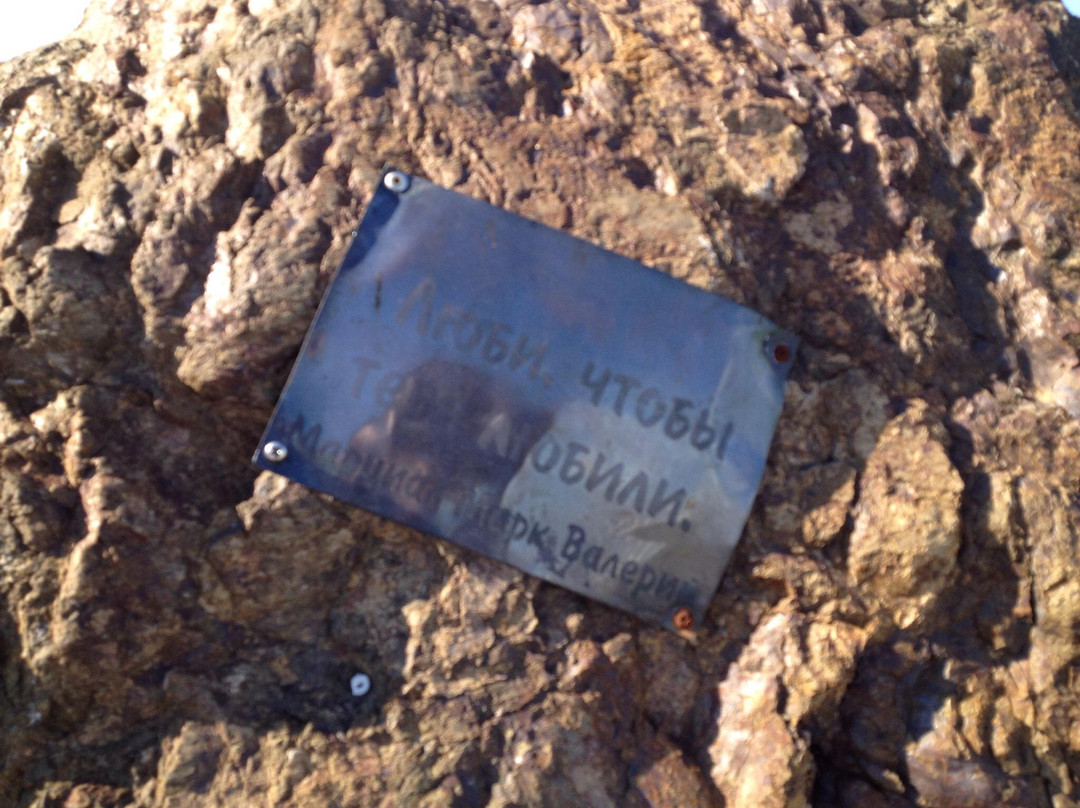 Люби, чтобы
тебя любили.
Марциал Марк Валерий